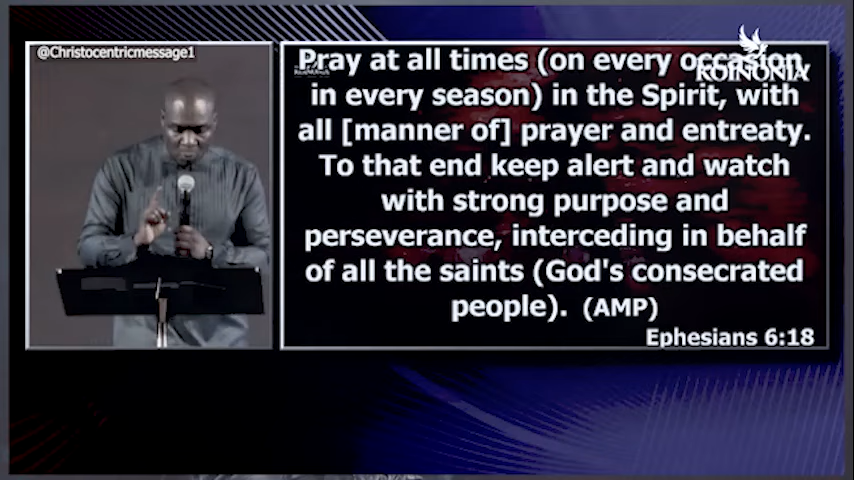 @Christocentricmessage1
KOINONIA
Pray at all times (on every occasion,
in every season) in the Spirit, with
all [manner of] prayer and entreaty.
To that end keep alert and watch
with strong purpose and
perseverance, interceding in behalf
of all the saints (God's consecrated
people). (AMP)
Ephesians 6:18